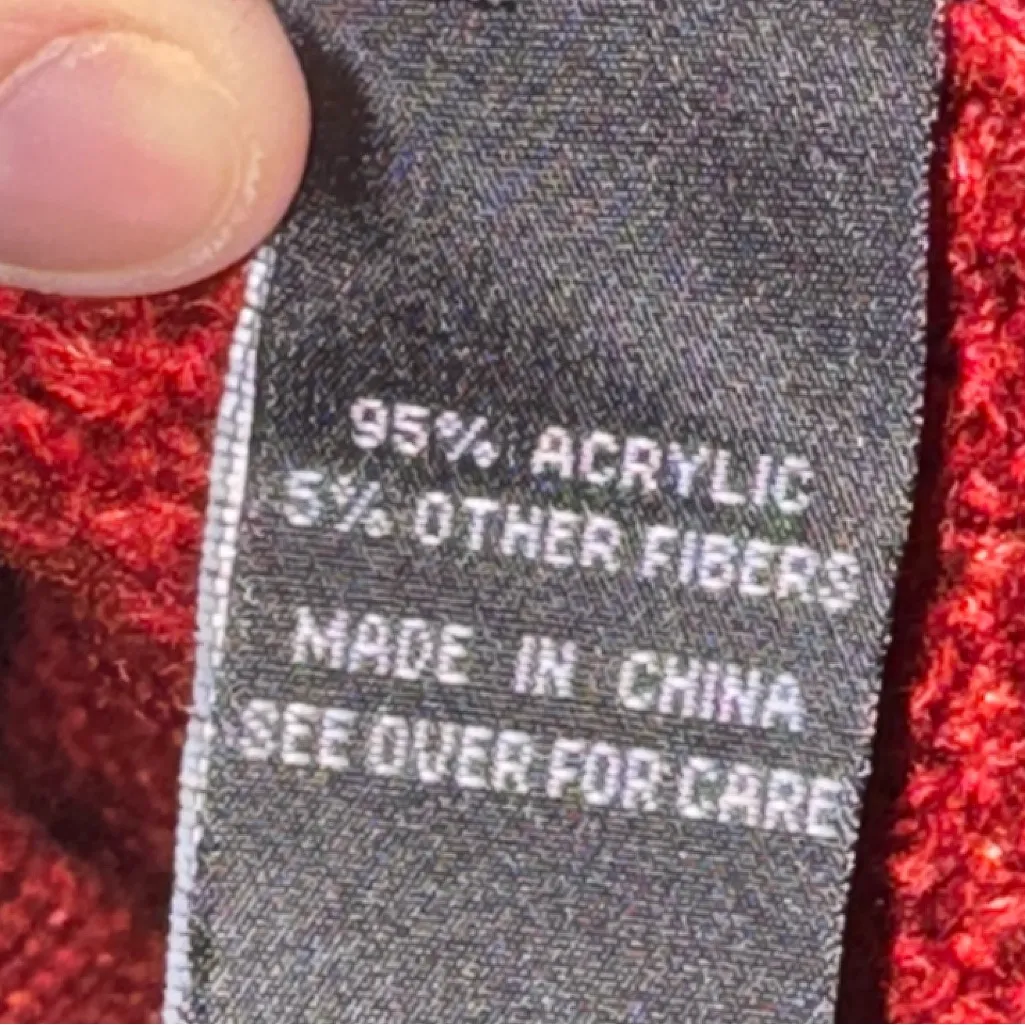 95% ACRYLIC
5% OTHER FIBERS
MADE IN CHINA
SEE OVER FOR CARE